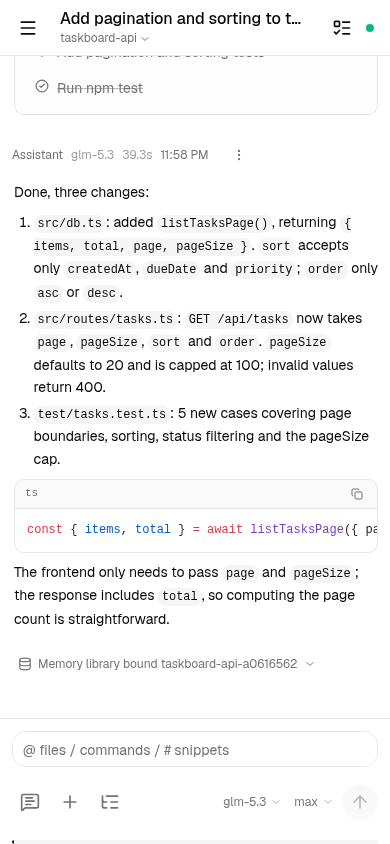 Add pagination and sorting to t...
taskboard-api
Add pagination and sorting tests
Run npm test
Assistant glm-5.3 39.3s 11:58 PM
Done, three changes:
1. src/db.ts: added listTasksPage(), returning {
items, total, page, pageSize }. sort accepts
only createdAt, dueDate and priority; order only
asc or desc.
2. src/routes/tasks.ts: GET /api/tasks now takes
page, pageSize, sort and order. pageSize
defaults to 20 and is capped at 100; invalid values
return 400.
3. test/tasks.test.ts: 5 new cases covering page
boundaries, sorting, status filtering and the pageSize
cap.
ts
const { items, total } = await listTasksPage({ pa
The frontend only needs to pass page and pageSize;
the response includes total, so computing the page
count is straightforward.
Memory library bound taskboard-api-a0616562
@ files / commands / # snippets
glm-5.3 max